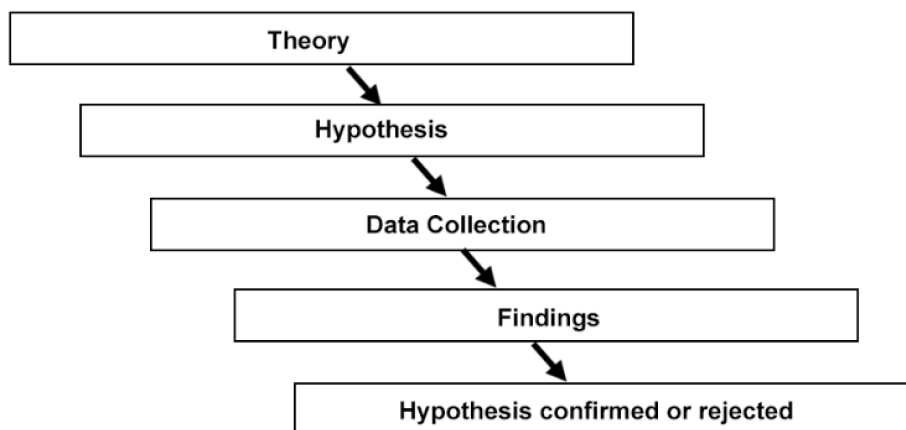 Theory
Hypothesis
Data Collection
Findings
Hypothesis confirmed or rejected